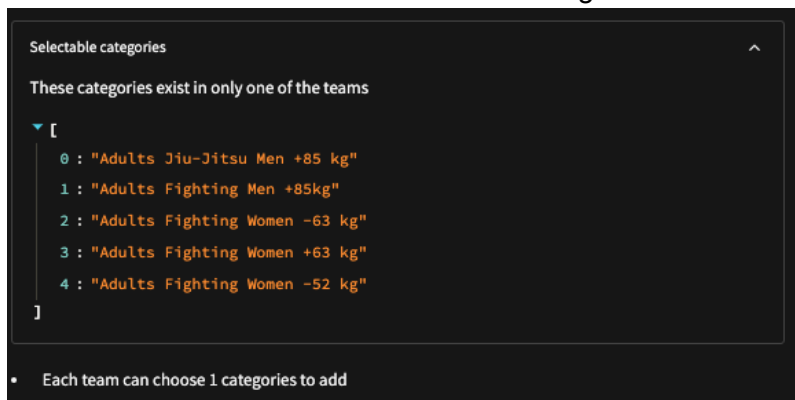 Selectable categories
These categories exist in only one of the teams
[
0 : "Adults Jiu-Jitsu Men +85 kg"
1 : "Adults Fighting Men +85kg"
2 : "Adults Fighting Women -63 kg"
3 : "Adults Fighting Women +63 kg"
4 : "Adults Fighting Women -52 kg"
]
• Each team can choose 1 categories to add